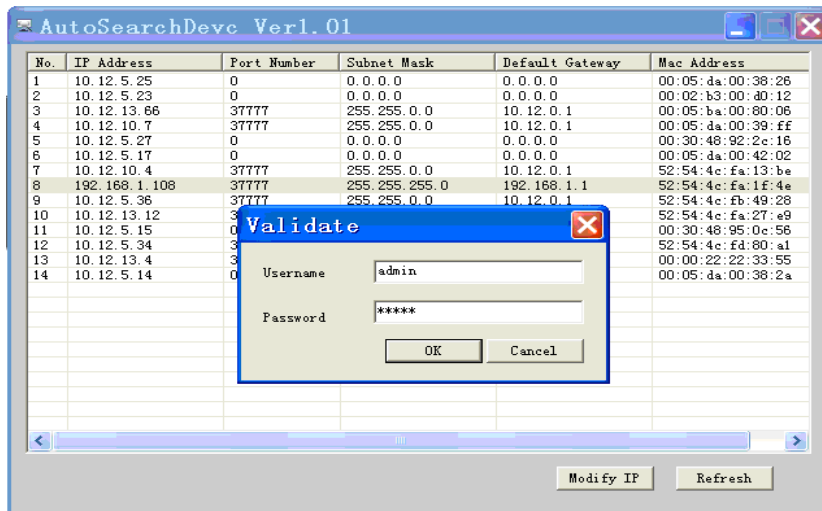 AutoSearchDevc Ver1.01
No. IP Address Port Number Subnet Mask Default Gateway Mac Address
1 10.12.5.25 0 0.0.0.0 0.0.0.0 00:05:da:00:38:26
2 10.12.5.23 0 0.0.0.0 0.0.0.0 00:02:b3:00:d0:12
3 10.12.13.66 37777 255.255.0.0 10.12.0.1 00:05:ba:00:80:06
4 10.12.10.7 37777 255.255.0.0 10.12.0.1 00:05:da:00:39:ff
5 10.12.5.27 0 0.0.0.0 0.0.0.0 00:30:48:92:2c:16
6 10.12.5.17 0 0.0.0.0 0.0.0.0 00:05:da:00:42:02
7 10.12.10.4 37777 255.255.0.0 10.12.0.1 52:54:4c:fa:13:be
8 192.168.1.108 37777 255.255.255.0 192.168.1.1 52:54:4c:fa:1f:4e
9 10.12.5.36 37777 255.255.0.0 10.12.0.1 52:54:4c:fb:49:28
10 10.12.13.12 3 52:54:4c:fa:27:e9
11 10.12.5.15 0 00:30:48:95:0c:56
12 10.12.5.34 3 52:54:4c:fd:80:a1
13 10.12.13.4 3 00:00:22:22:33:55
14 10.12.5.14 0 00:05:da:00:38:2a
Validate
Username admin
Password *****
OK Cancel
Modify IP Refresh